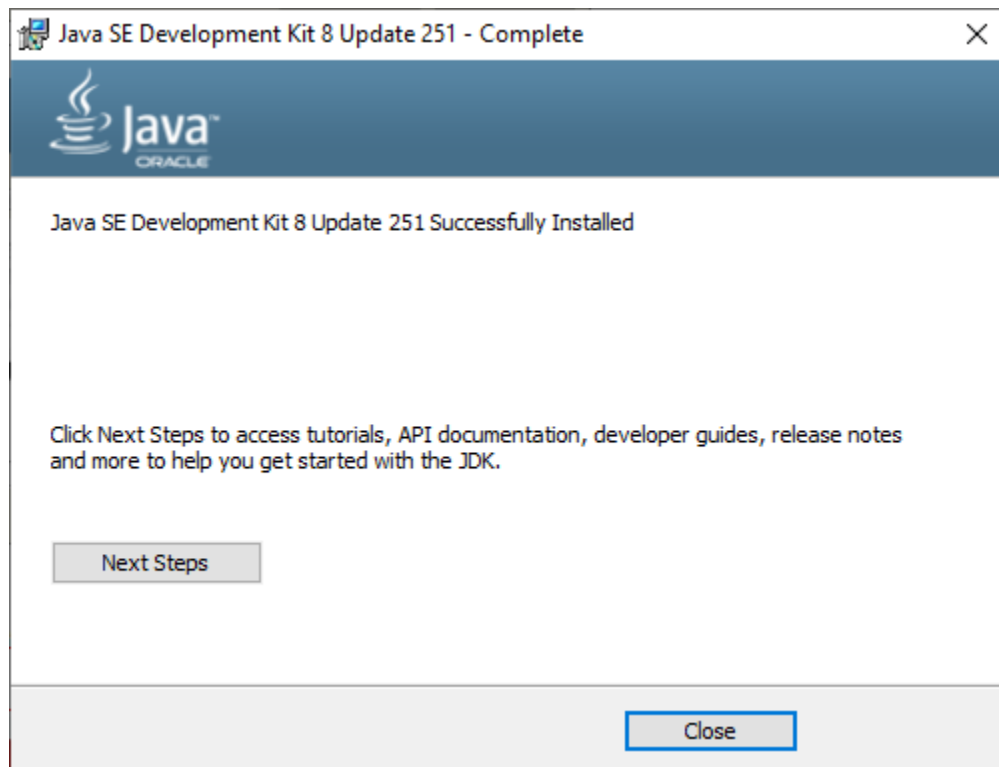 Java SE Development Kit 8 Update 251 - Complete
Java™
ORACLE
Java SE Development Kit 8 Update 251 Successfully Installed
Click Next Steps to access tutorials, API documentation, developer guides, release notes
and more to help you get started with the JDK.
Next Steps
Close